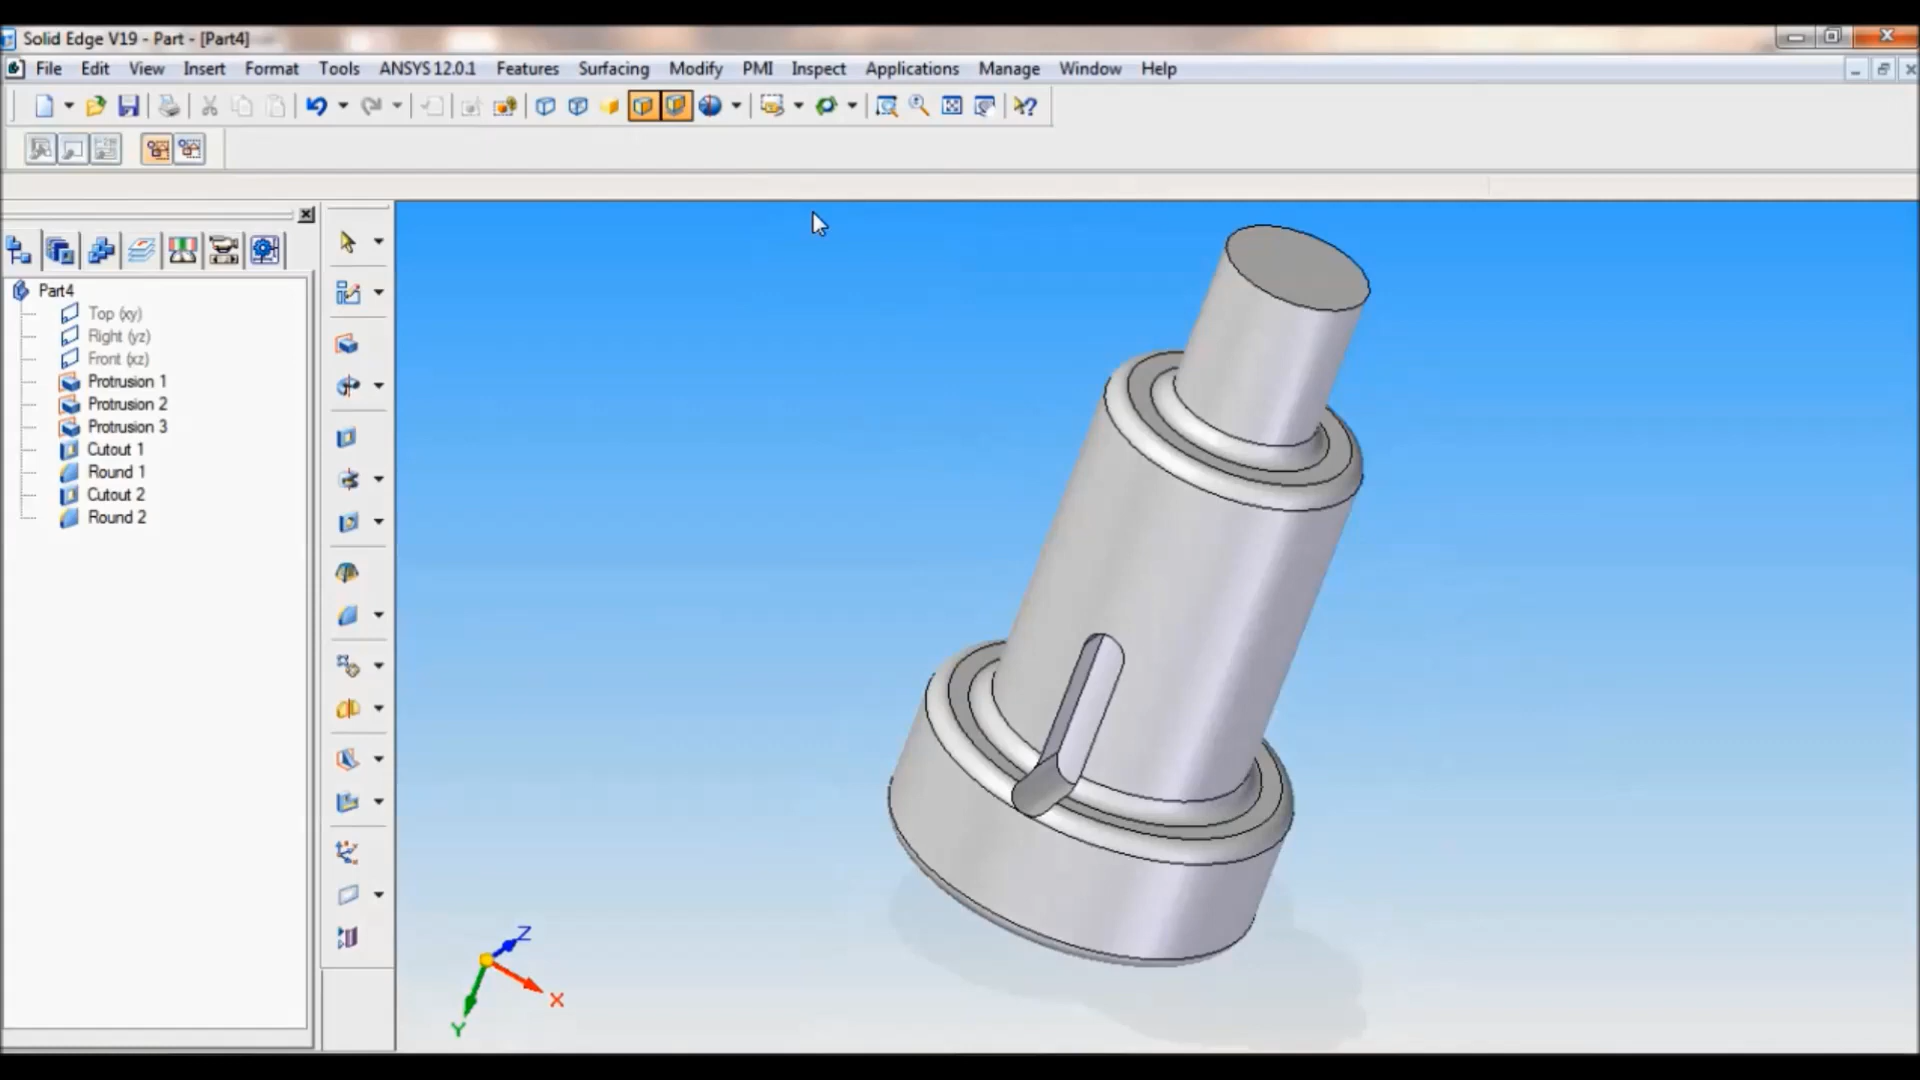 Solid Edge V19 - Part - [Part4]
File Edit View Insert Format Tools ANSYS 12.0.1 Features Surfacing Modify PMI Inspect Applications Manage Window Help
Part4
Top (xy)
Right (yz)
Front (xz)
Protrusion 1
Protrusion 2
Protrusion 3
Cutout 1
Round 1
Cutout 2
Round 2
Z
X
Y